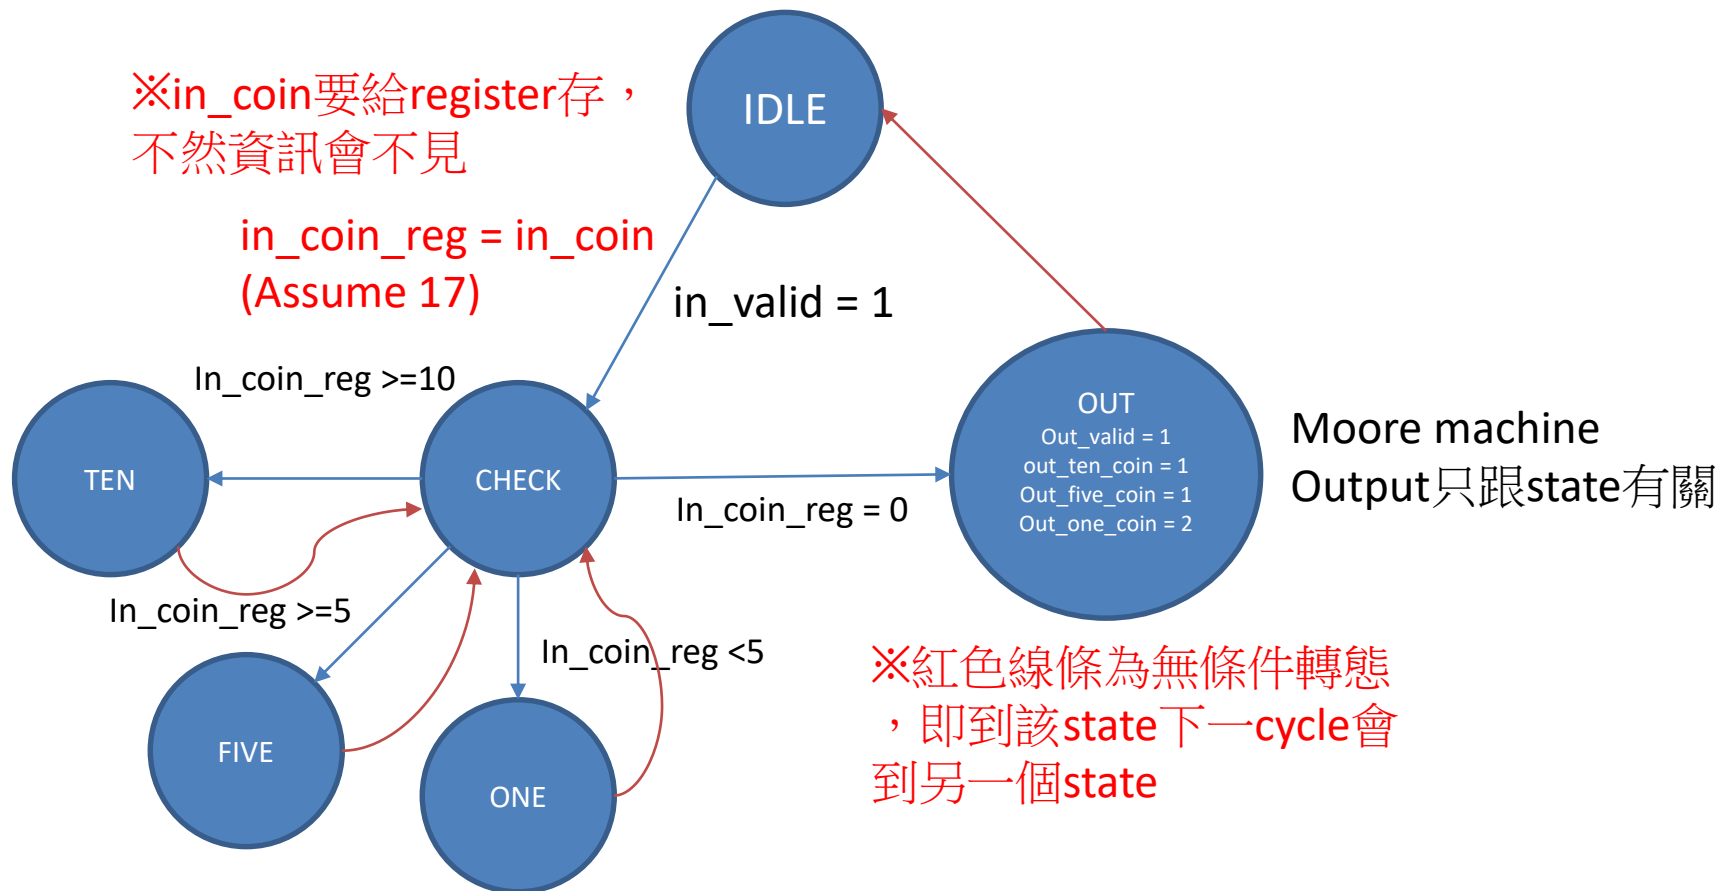 ※in_coin要給register存，
不然資訊會不見
in_coin_reg = in_coin
(Assume 17)
IDLE
in_valid = 1
In_coin_reg >=10
TEN
CHECK
In_coin_reg = 0
OUT
Out_valid = 1
out_ten_coin = 1
Out_five_coin = 1
Out_one_coin = 2
Moore machine
Output只跟state有關
In_coin_reg >=5
In_coin_reg <5
FIVE
ONE
※紅色線條為無條件轉態
，即到該state下一cycle會
到另一個state